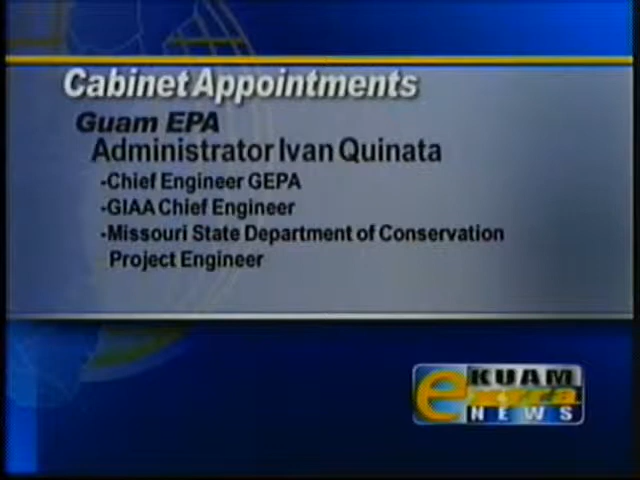 Cabinet Appointments
Guam EPA
Administrator Ivan Quinata
-Chief Engineer GEPA
-GIAA Chief Engineer
-Missouri State Department of Conservation
Project Engineer
KUAM
extra
NEWS